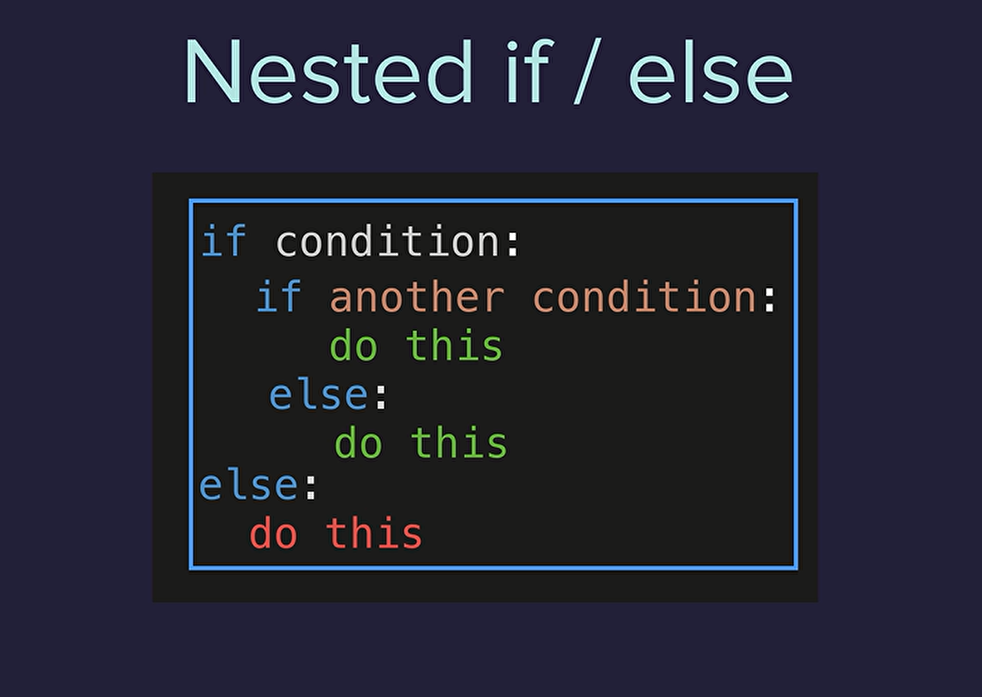 Nested if / else
if condition:
if another condition:
do this
else:
do this
else:
do this